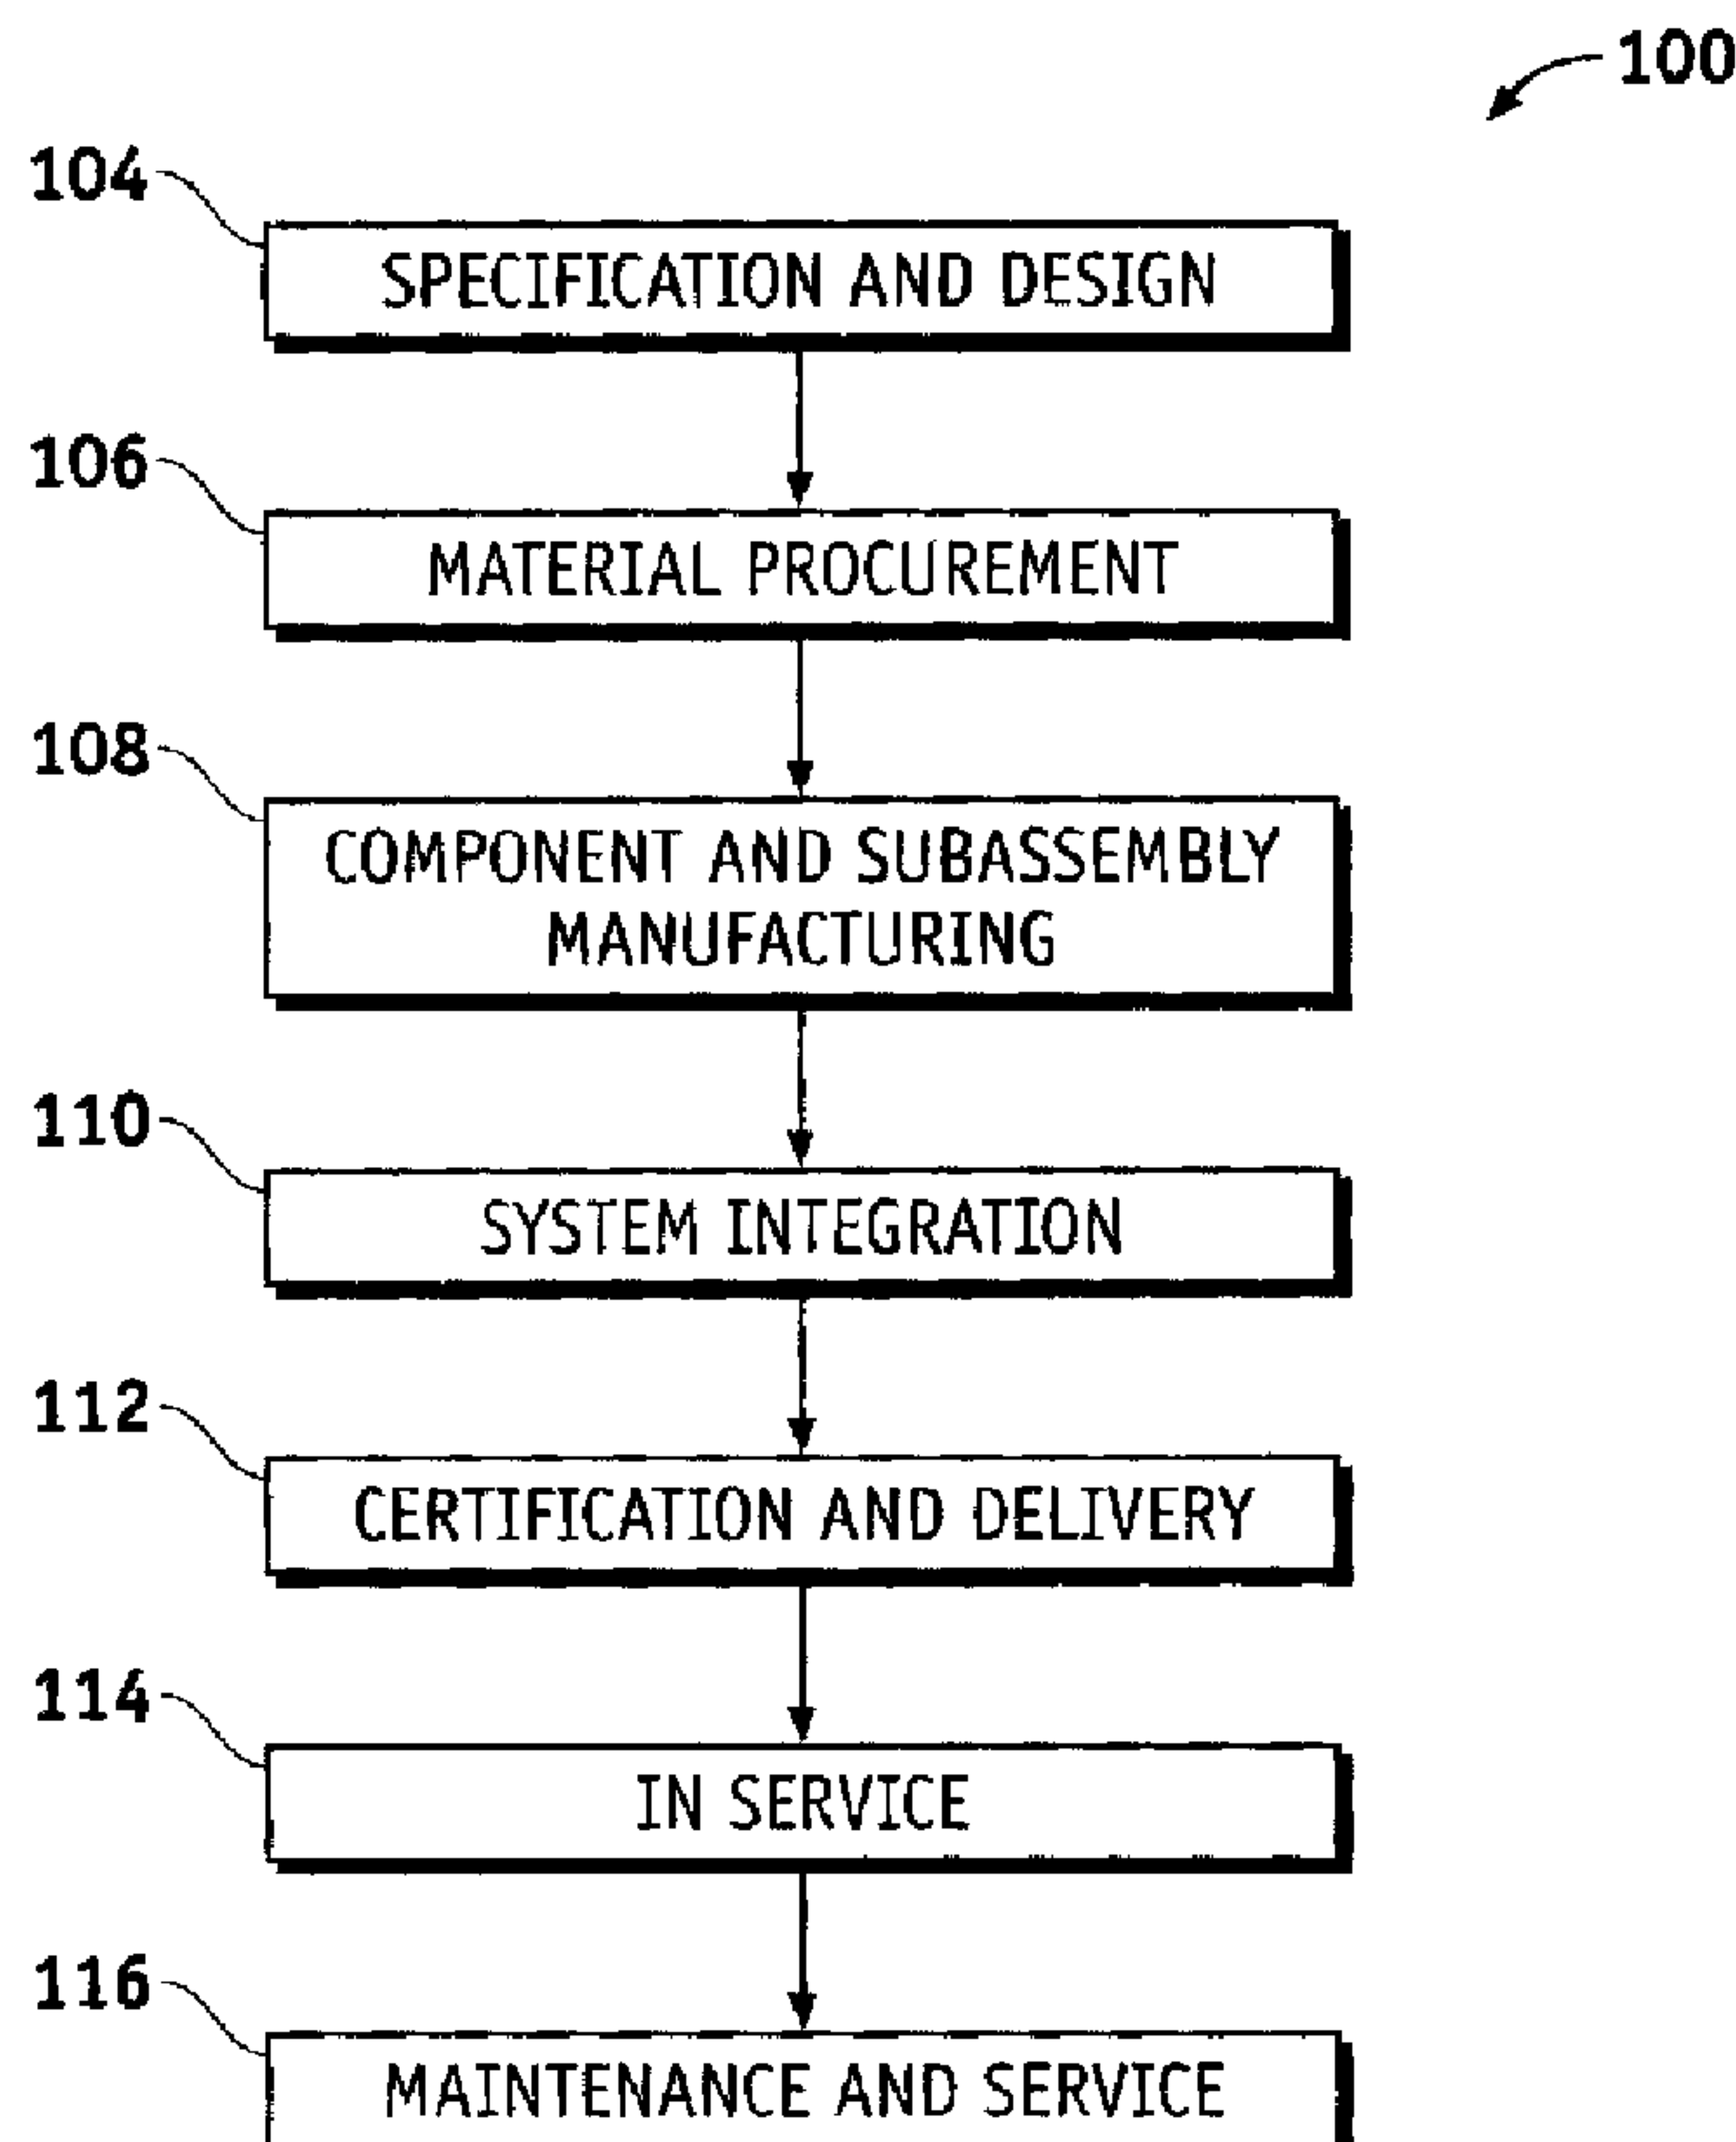 100
104
SPECIFICATION AND DESIGN
106
MATERIAL PROCUREMENT
108
COMPONENT AND SUBASSEMBLY
MANUFACTURING
110
SYSTEM INTEGRATION
112
CERTIFICATION AND DELIVERY
114
IN SERVICE
116
MAINTENANCE AND SERVICE